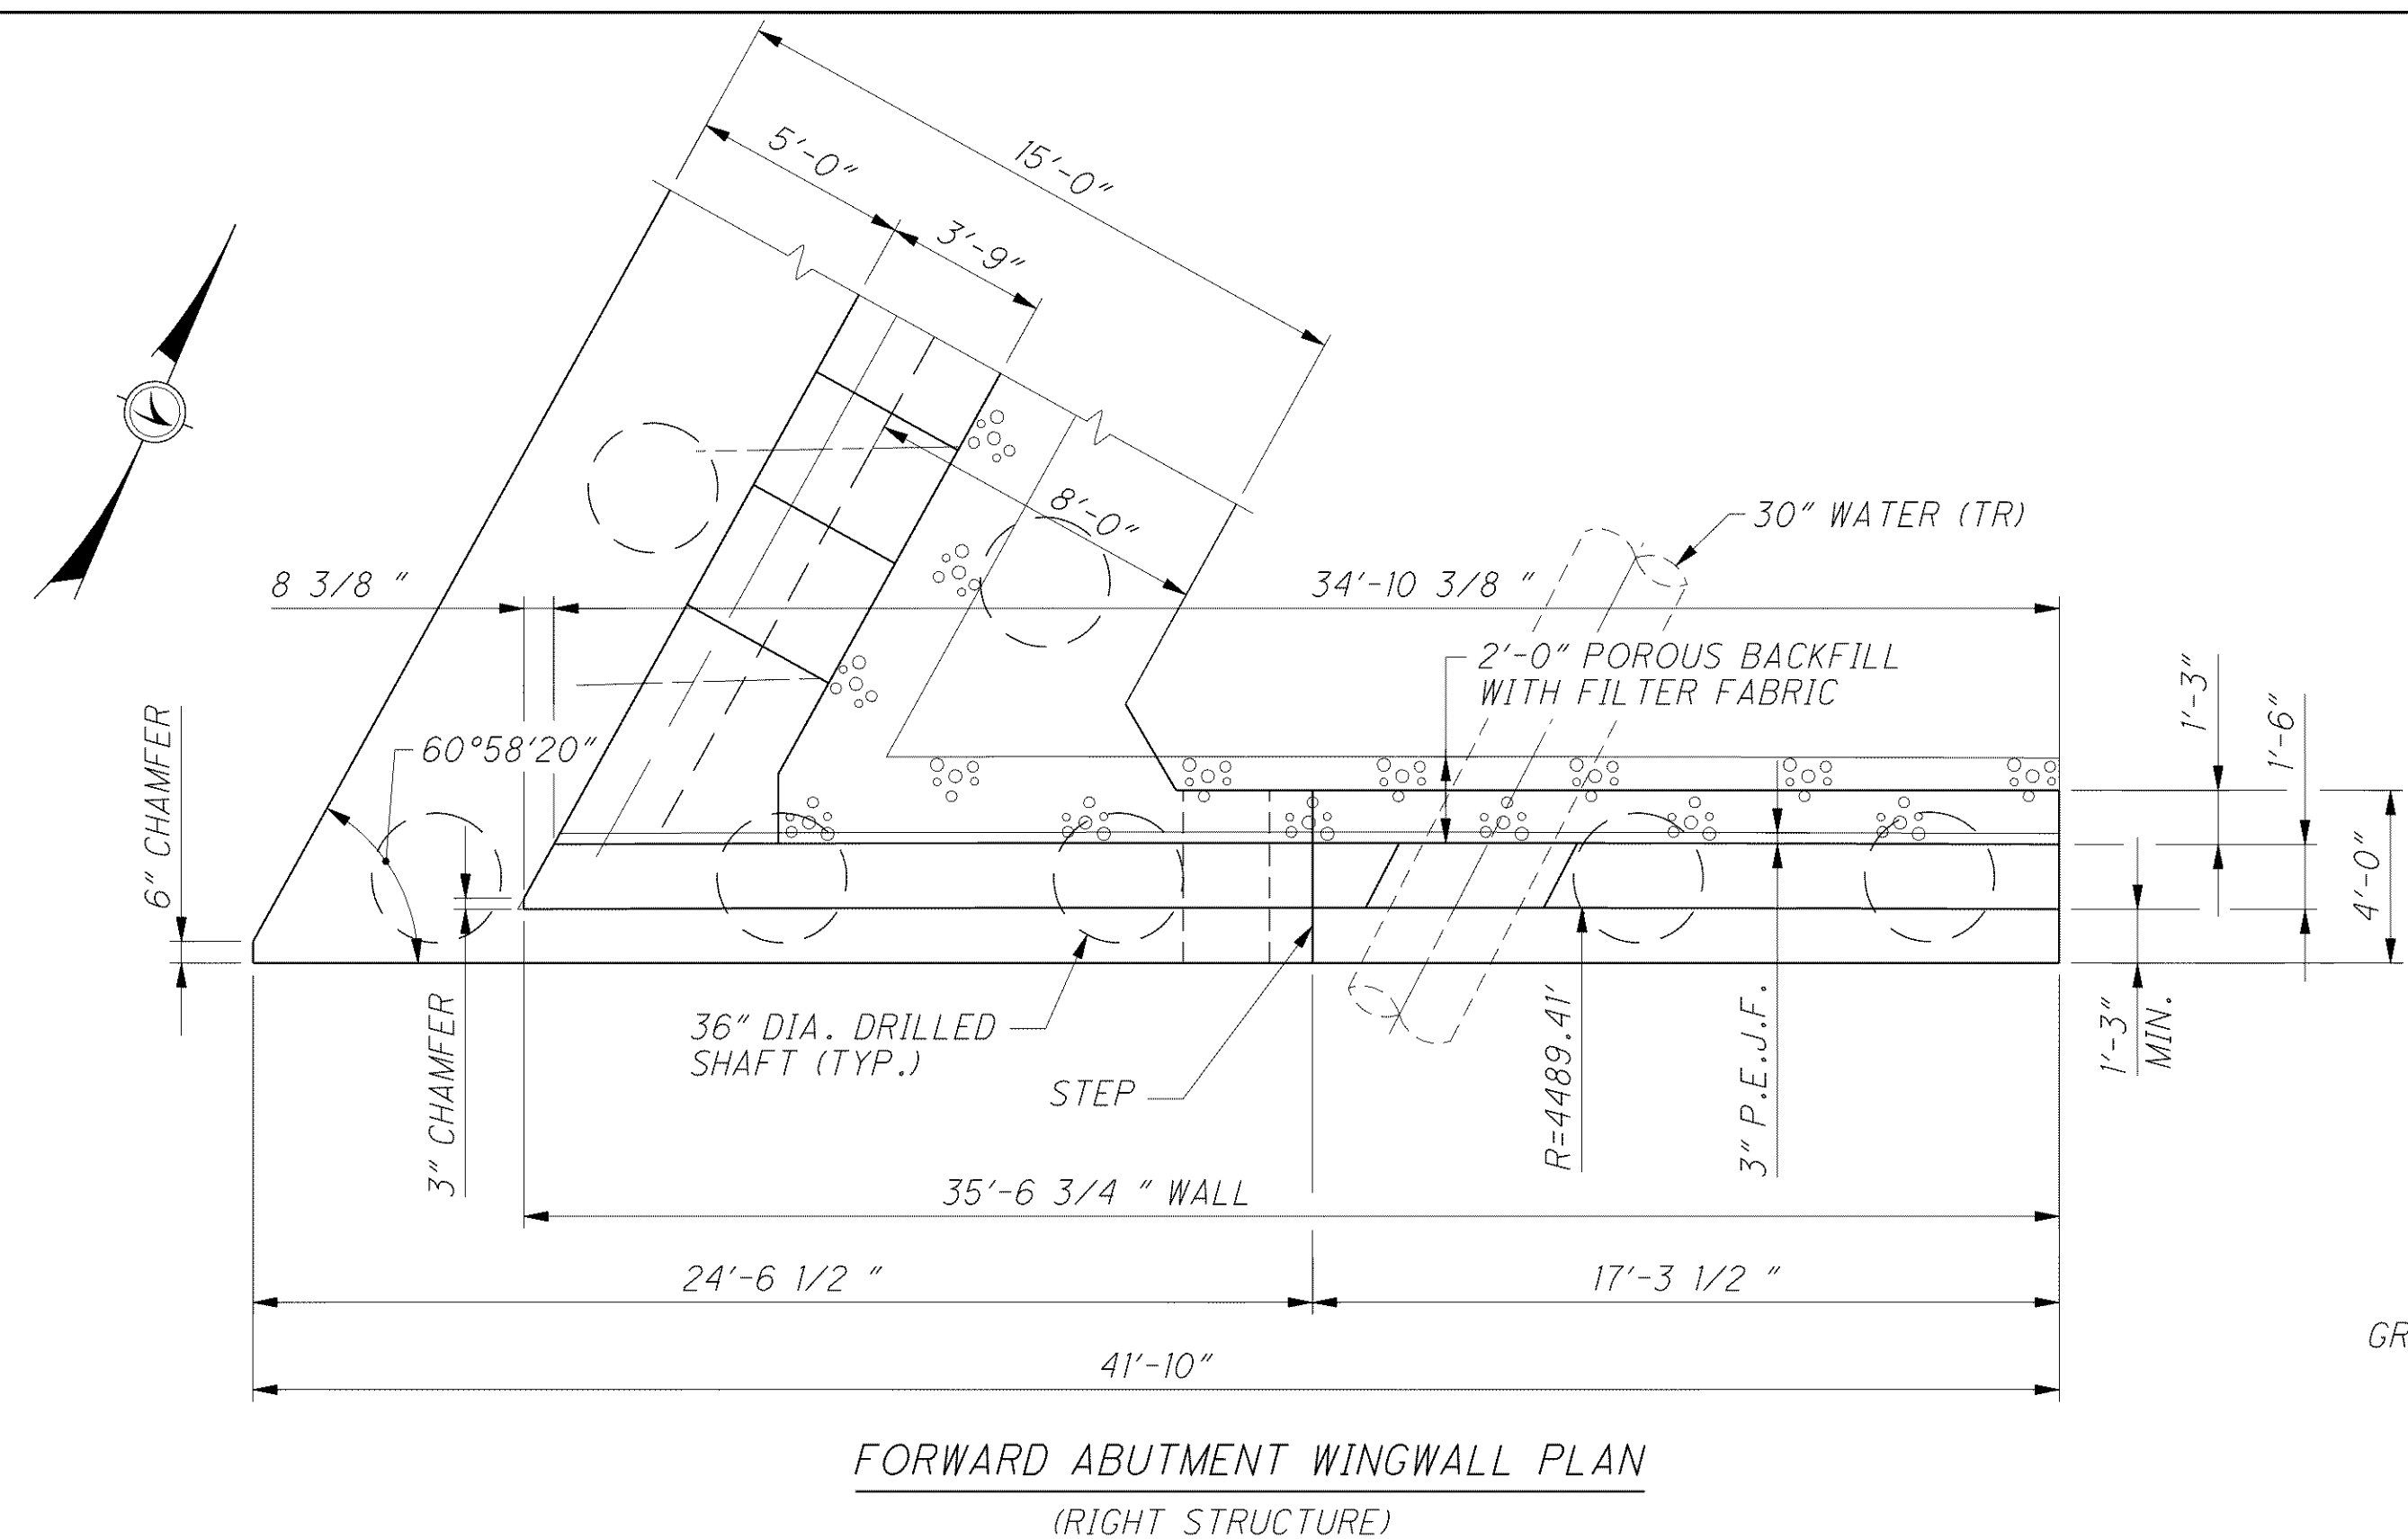 15'-0"
5'-0"
3'-9"
8'-0"
30" WATER (TR)
8 3/8 "
34'-10 3/8 "
2'-0" POROUS BACKFILL
WITH FILTER FABRIC
1'-3"
1'-6"
6" CHAMFER
60°58'20"
4'-0"
36" DIA. DRILLED
SHAFT (TYP.)
STEP
3" CHAMFER
R=4489.41'
3" P.E.J.F.
1'-3"
MIN.
35'-6 3/4 " WALL
24'-6 1/2 "
17'-3 1/2 "
GR
41'-10"
FORWARD ABUTMENT WINGWALL PLAN
(RIGHT STRUCTURE)